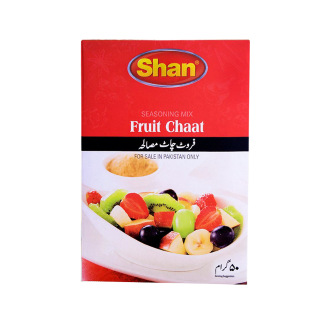 Shan®
SEASONING MIX
Fruit Chaat
فروٹ چاٹ مصالحہ
FOR SALE IN PAKISTAN ONLY
۵۰ گرام